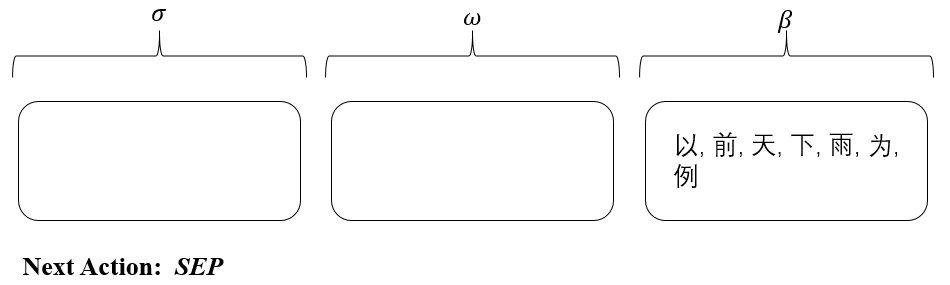 σ ω β
以, 前, 天, 下, 雨, 为,
例
Next Action: SEP